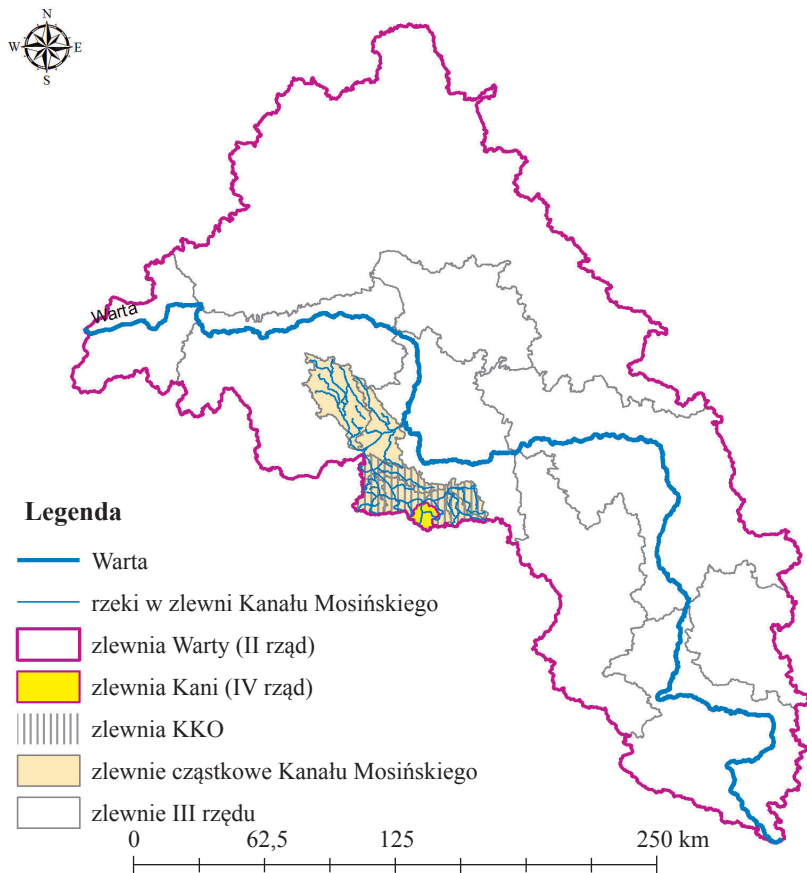 N
W E
S
Warta
Legenda
Warta
rzeki w zlewni Kanału Mosińskiego
zlewnia Warty (II rząd)
zlewnia Kani (IV rząd)
zlewnia KKO
zlewnie cząstkowe Kanału Mosińskiego
zlewnie III rzędu
0 62,5 125 250 km